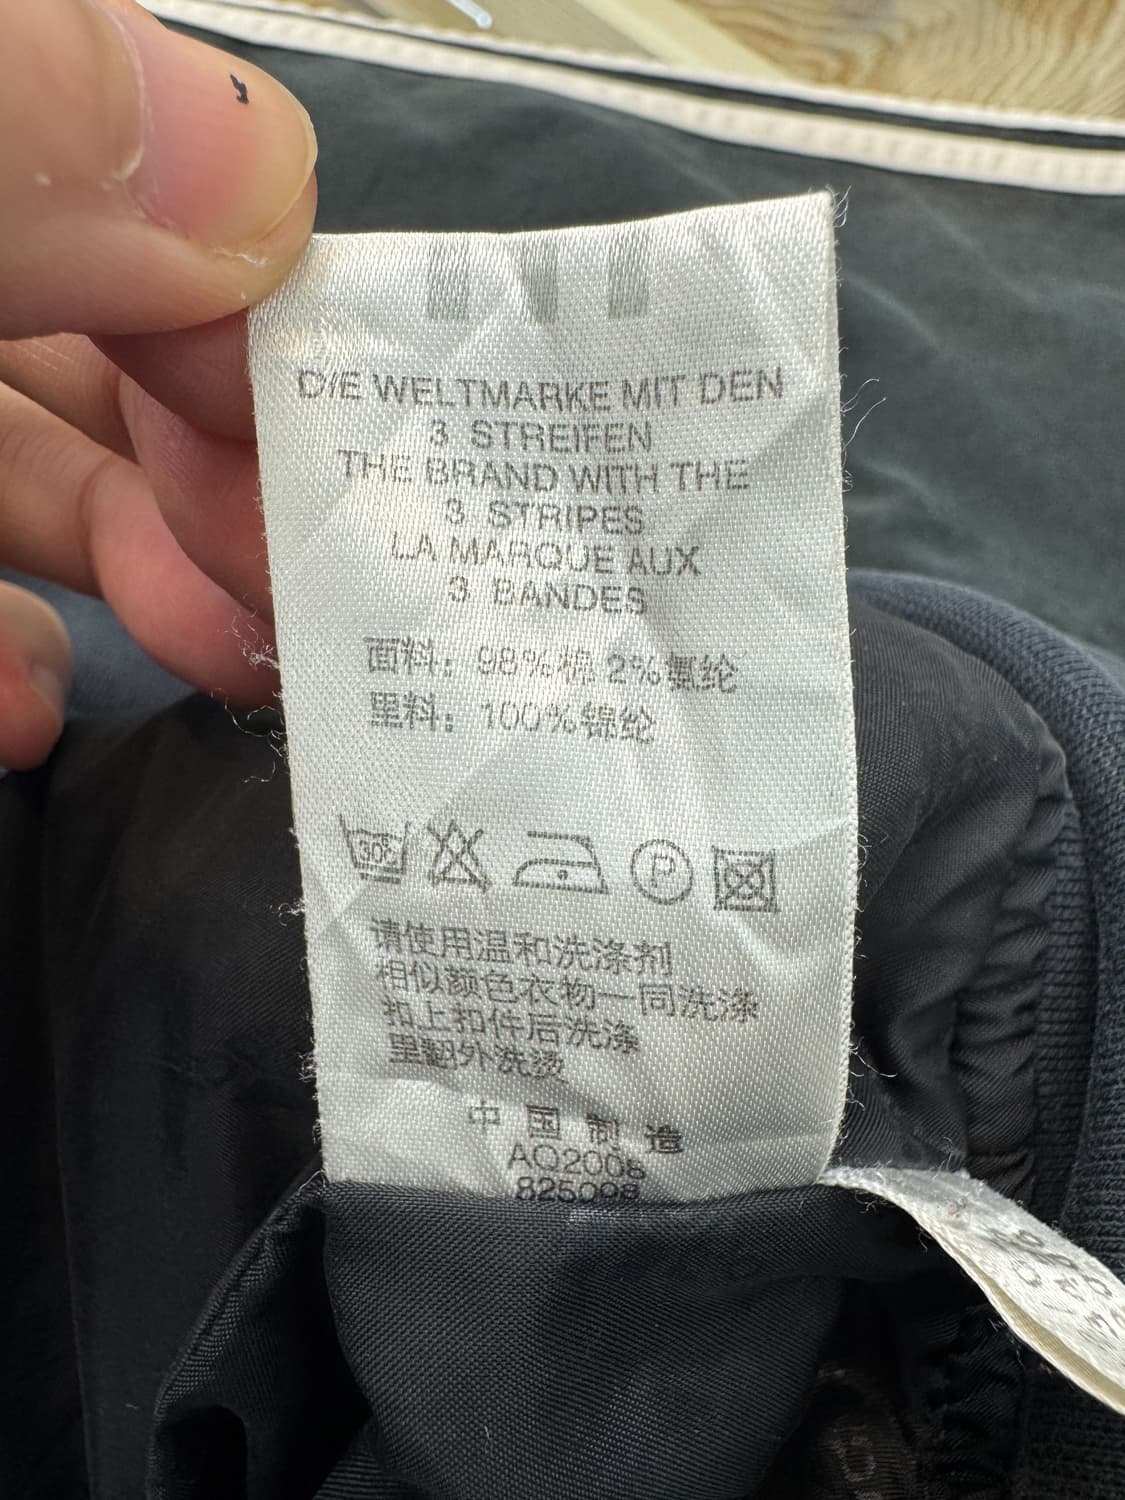 DIE WELTMARKE MIT DEN
3 STREIFEN
THE BRAND WITH THE
3 STRIPES
LA MARQUE AUX
3 BANDES
面料：98%棉 2%氨纶
里料：100%锦纶
30°C
P
请使用温和洗涤剂
相似颜色衣物一同洗涤
扣上扣件后洗涤
里翻外洗烫
中国制造
825098